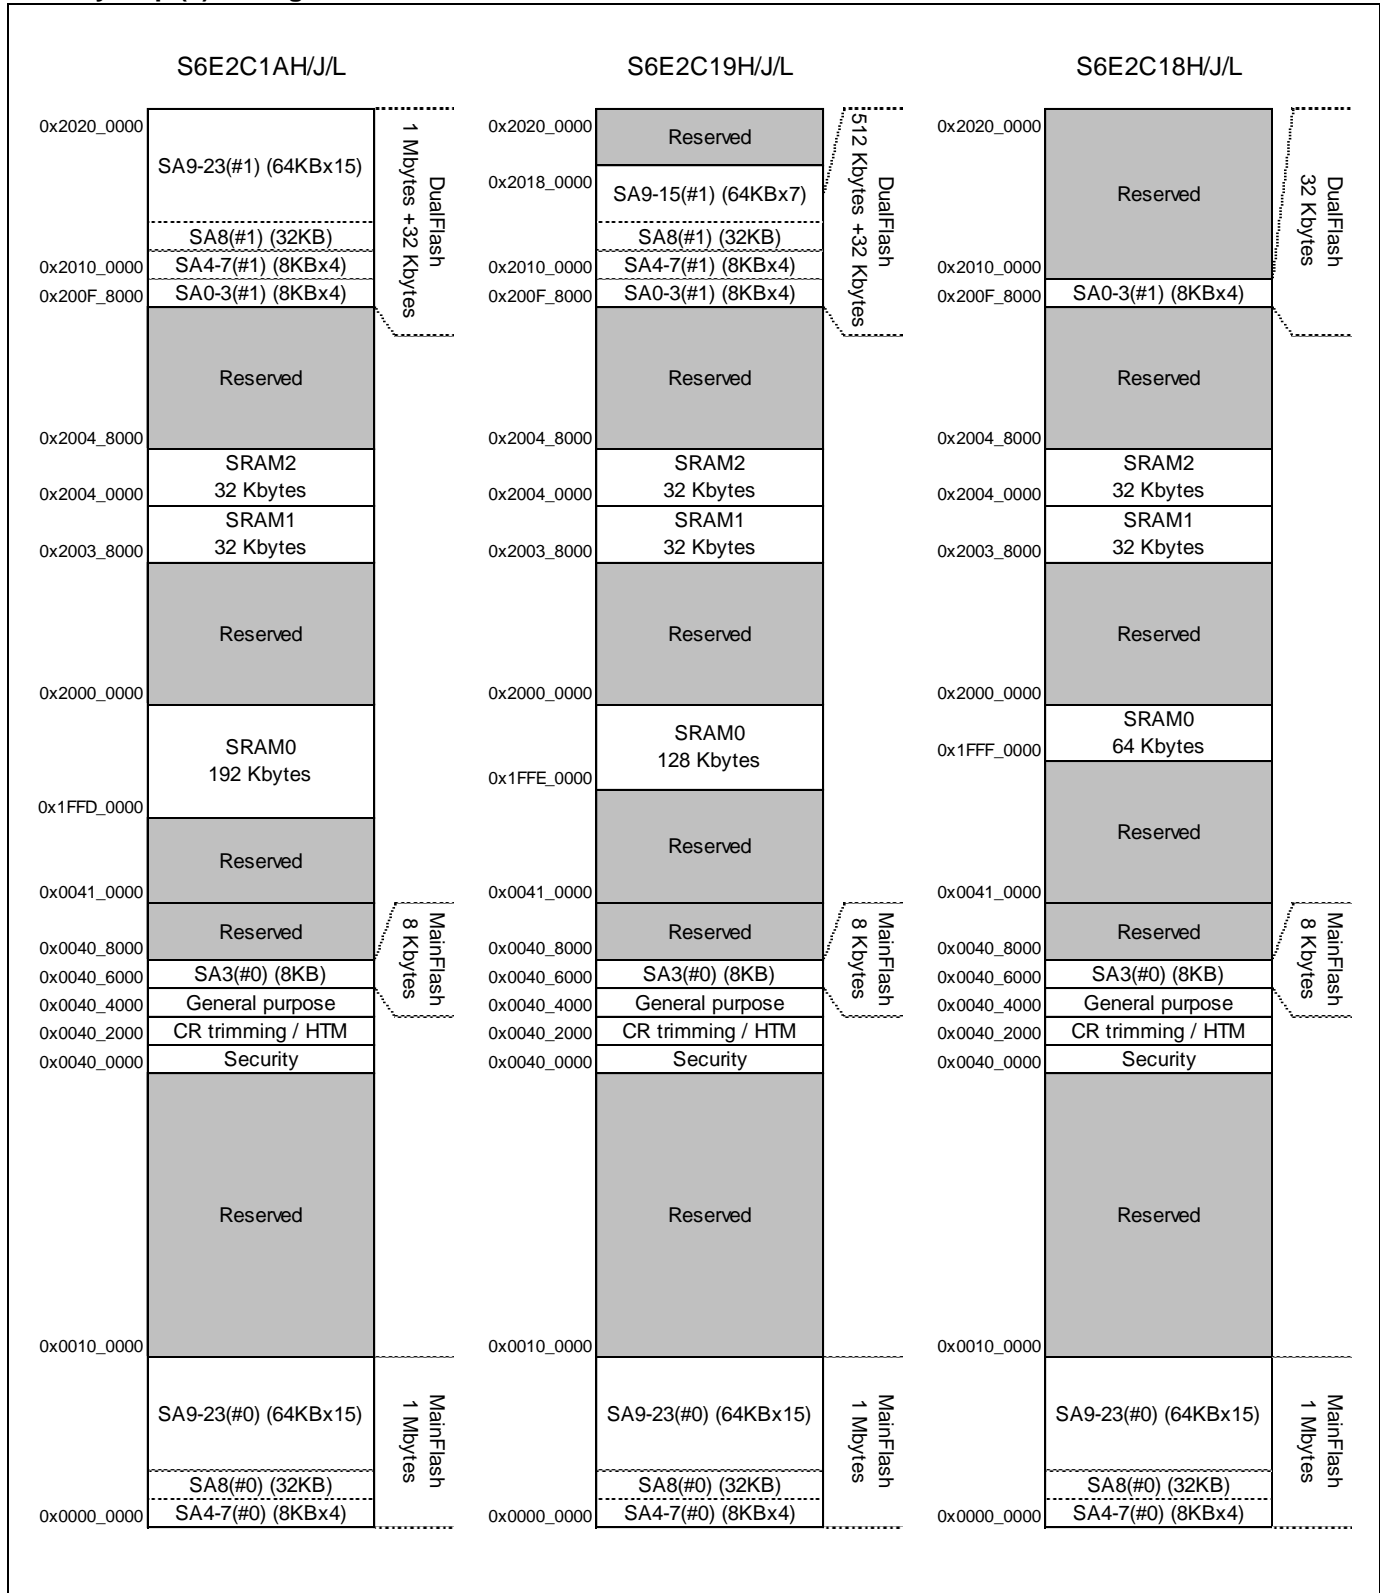 S6E2C1AH/J/L
0x2020_0000
SA9-23(#1) (64KBx15)
SA8(#1) (32KB)
0x2010_0000
SA4-7(#1) (8KBx4)
0x200F_8000
SA0-3(#1) (8KBx4)
DualFlash
1 Mbytes +32 Kbytes
Reserved
0x2004_8000
SRAM2
32 Kbytes
0x2004_0000
SRAM1
32 Kbytes
0x2003_8000
Reserved
0x2000_0000
SRAM0
192 Kbytes
0x1FFD_0000
Reserved
0x0041_0000
Reserved
0x0040_8000
SA3(#0) (8KB)
0x0040_6000
General purpose
0x0040_4000
CR trimming / HTM
0x0040_2000
Security
0x0040_0000
MainFlash
8 Kbytes
Reserved
0x0010_0000
SA9-23(#0) (64KBx15)
SA8(#0) (32KB)
SA4-7(#0) (8KBx4)
0x0000_0000
MainFlash
1 Mbytes
S6E2C19H/J/L
0x2020_0000
Reserved
0x2018_0000
SA9-15(#1) (64KBx7)
SA8(#1) (32KB)
0x2010_0000
SA4-7(#1) (8KBx4)
0x200F_8000
SA0-3(#1) (8KBx4)
DualFlash
512 Kbytes +32 Kbytes
Reserved
0x2004_8000
SRAM2
32 Kbytes
0x2004_0000
SRAM1
32 Kbytes
0x2003_8000
Reserved
0x2000_0000
SRAM0
128 Kbytes
0x1FFE_0000
Reserved
0x0041_0000
Reserved
0x0040_8000
SA3(#0) (8KB)
0x0040_6000
General purpose
0x0040_4000
CR trimming / HTM
0x0040_2000
Security
0x0040_0000
MainFlash
8 Kbytes
Reserved
0x0010_0000
SA9-23(#0) (64KBx15)
SA8(#0) (32KB)
SA4-7(#0) (8KBx4)
0x0000_0000
MainFlash
1 Mbytes
S6E2C18H/J/L
0x2020_0000
Reserved
0x2010_0000
0x200F_8000
SA0-3(#1) (8KBx4)
DualFlash
32 Kbytes
Reserved
0x2004_8000
SRAM2
32 Kbytes
0x2004_0000
SRAM1
32 Kbytes
0x2003_8000
Reserved
0x2000_0000
SRAM0
64 Kbytes
0x1FFF_0000
Reserved
0x0041_0000
Reserved
0x0040_8000
SA3(#0) (8KB)
0x0040_6000
General purpose
0x0040_4000
CR trimming / HTM
0x0040_2000
Security
0x0040_0000
MainFlash
8 Kbytes
Reserved
0x0010_0000
SA9-23(#0) (64KBx15)
SA8(#0) (32KB)
SA4-7(#0) (8KBx4)
0x0000_0000
MainFlash
1 Mbytes